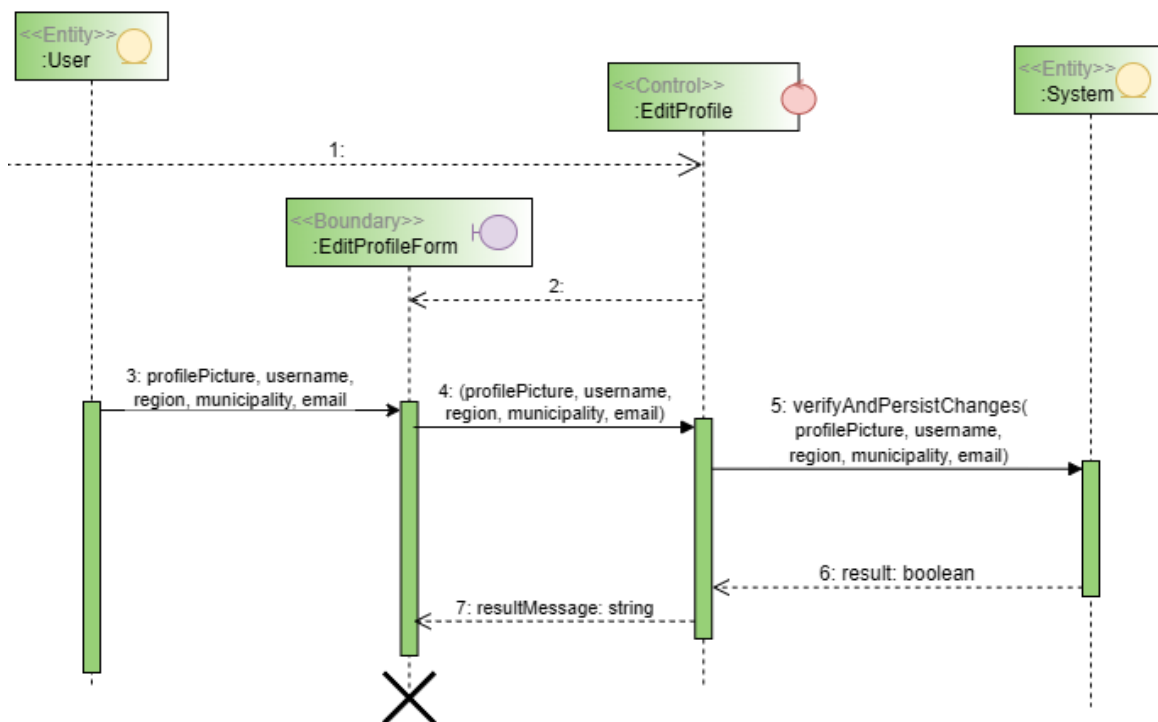 <<Entity>>
:User
<<Control>>
:EditProfile
<<Entity>>
:System
1:
<<Boundary>>
:EditProfileForm
2:
3: profilePicture, username,
region, municipality, email
4: (profilePicture, username,
region, municipality, email)
5: verifyAndPersistChanges(
profilePicture, username,
region, municipality, email)
6: result: boolean
7: resultMessage: string